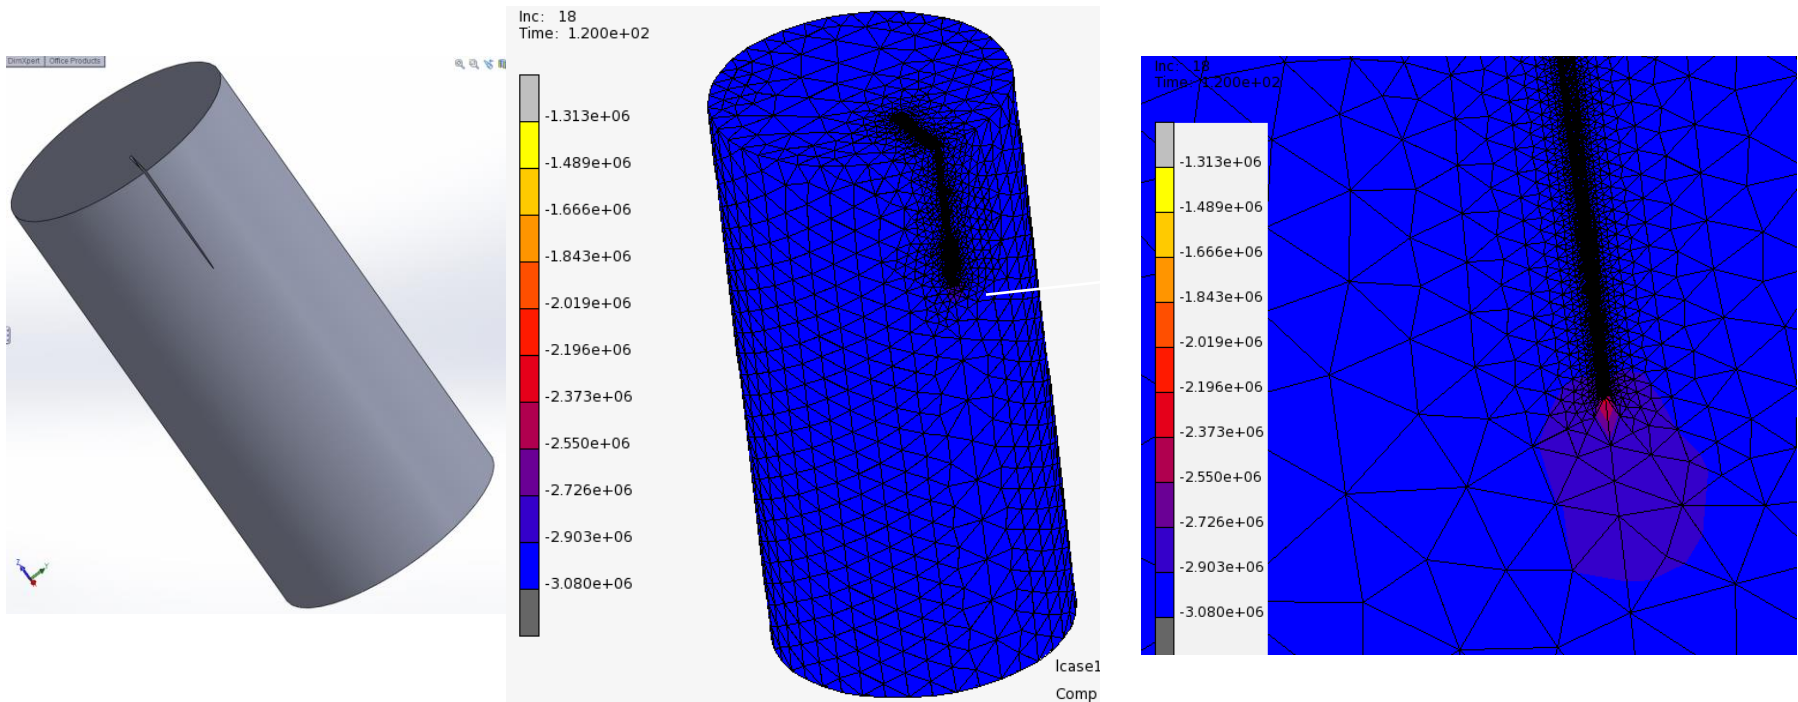 DimXpert Office Products
Z
Y
Inc: 18
Time: 1.200e+02
-1.313e+06
-1.489e+06
-1.666e+06
-1.843e+06
-2.019e+06
-2.196e+06
-2.373e+06
-2.550e+06
-2.726e+06
-2.903e+06
-3.080e+06
lcase1
Comp
Inc: 18
Time: 1.200e+02
-1.313e+06
-1.489e+06
-1.666e+06
-1.843e+06
-2.019e+06
-2.196e+06
-2.373e+06
-2.550e+06
-2.726e+06
-2.903e+06
-3.080e+06